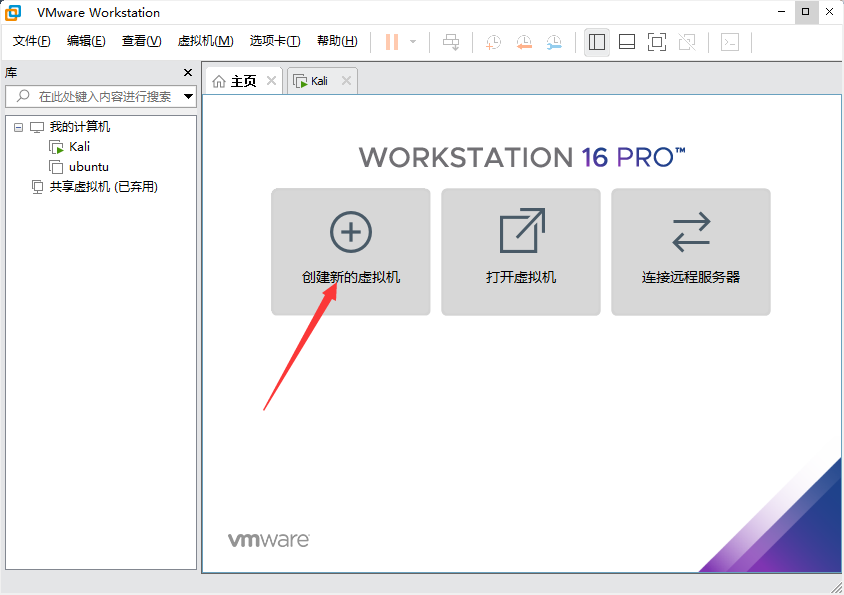 VMware Workstation
文件(F) 编辑(E) 查看(V) 虚拟机(M) 选项卡(T) 帮助(H)
库
在此处键入内容进行搜索
我的计算机
Kali
ubuntu
共享虚拟机 (已弃用)
主页 Kali
WORKSTATION 16 PRO™
创建新的虚拟机 打开虚拟机 连接远程服务器
vmware